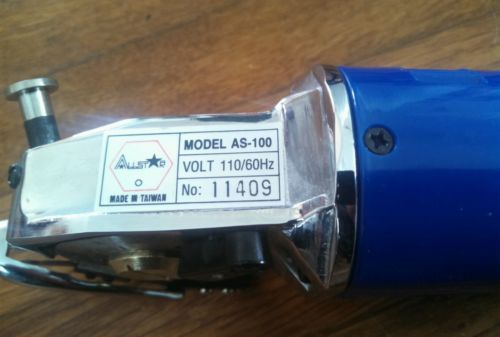 ALLSTAR
MADE IN TAIWAN
MODEL AS-100
VOLT 110/60Hz
No: 11409